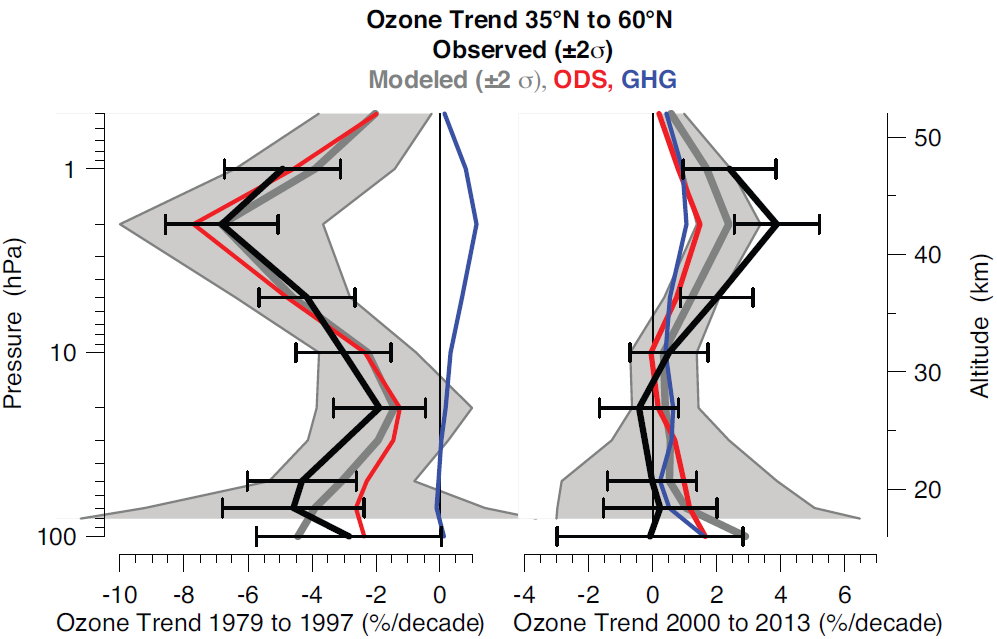 Ozone Trend 35°N to 60°N
Observed (±2σ)
Modeled (±2 σ), ODS, GHG
Pressure (hPa)
1
10
100
50
40
30
20
Altitude (km)
-10 -8 -6 -4 -2 0
-4 -2 0 2 4 6
Ozone Trend 1979 to 1997 (%/decade)
Ozone Trend 2000 to 2013 (%/decade)